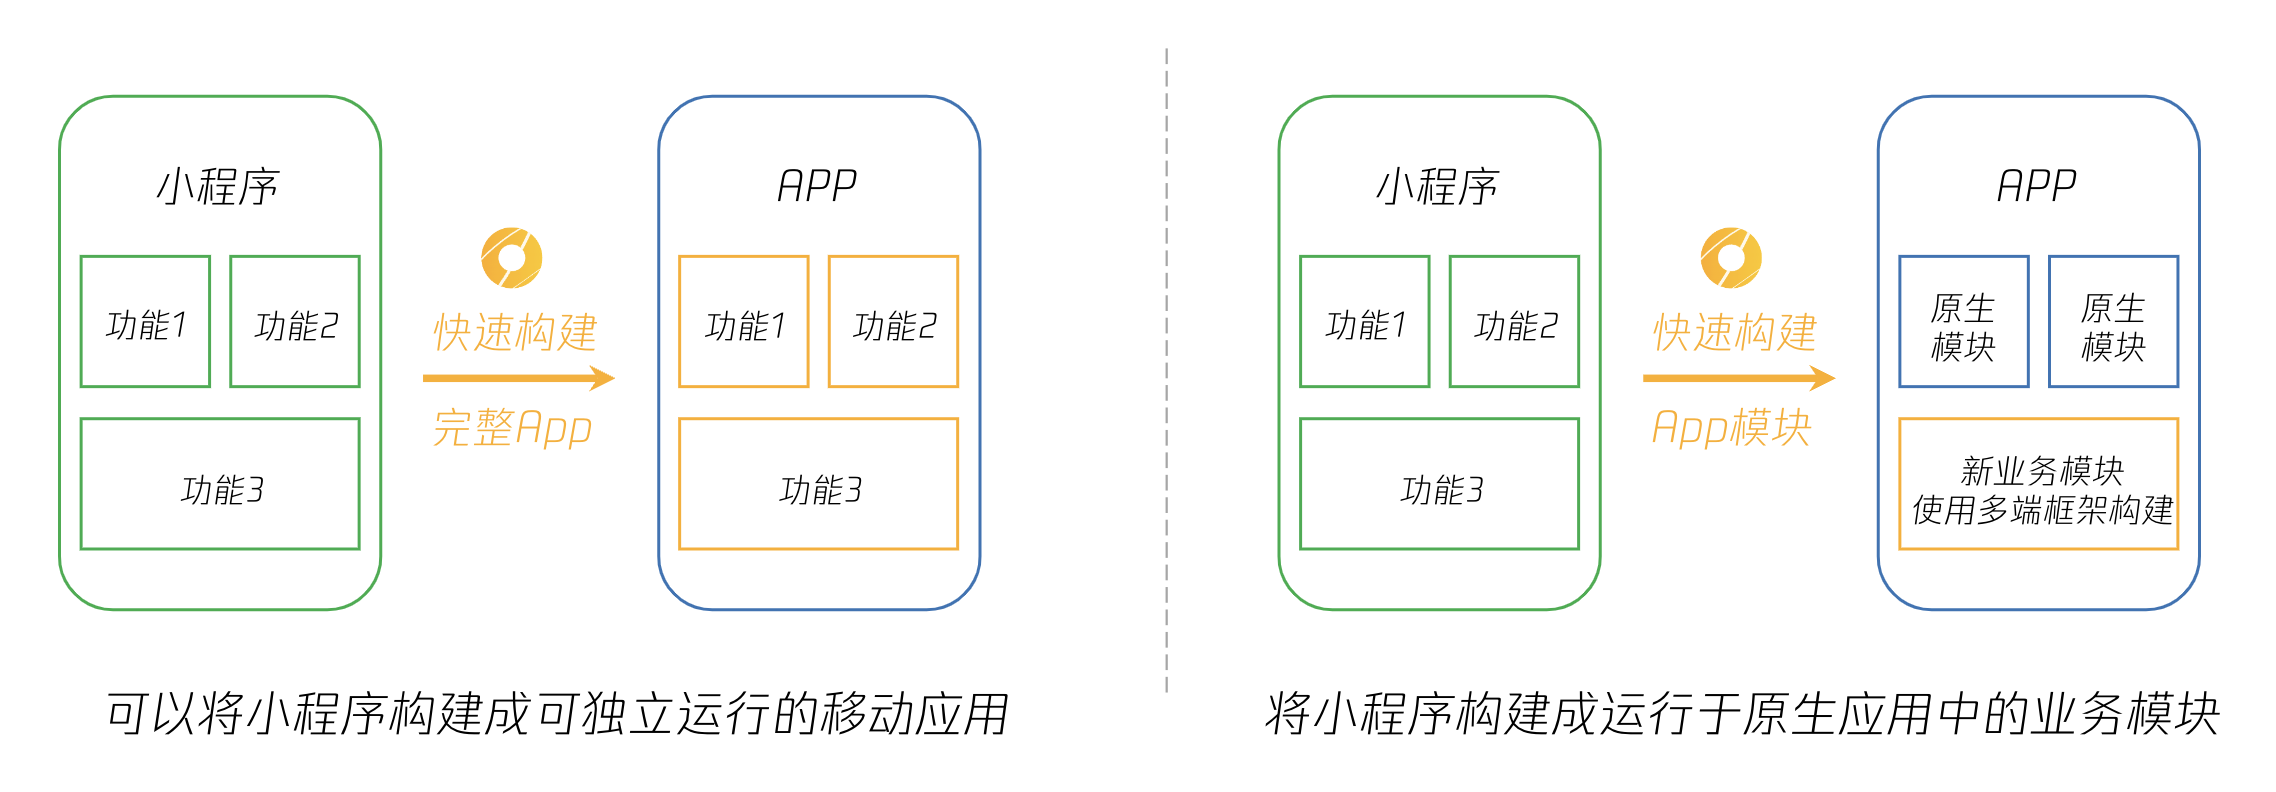 小程序
功能1
功能2
功能3
快速构建
完整App
APP
功能1
功能2
功能3
可以将小程序构建成可独立运行的移动应用
小程序
功能1
功能2
功能3
快速构建
App模块
APP
原生
模块
原生
模块
新业务模块
使用多端框架构建
将小程序构建成运行于原生应用中的业务模块